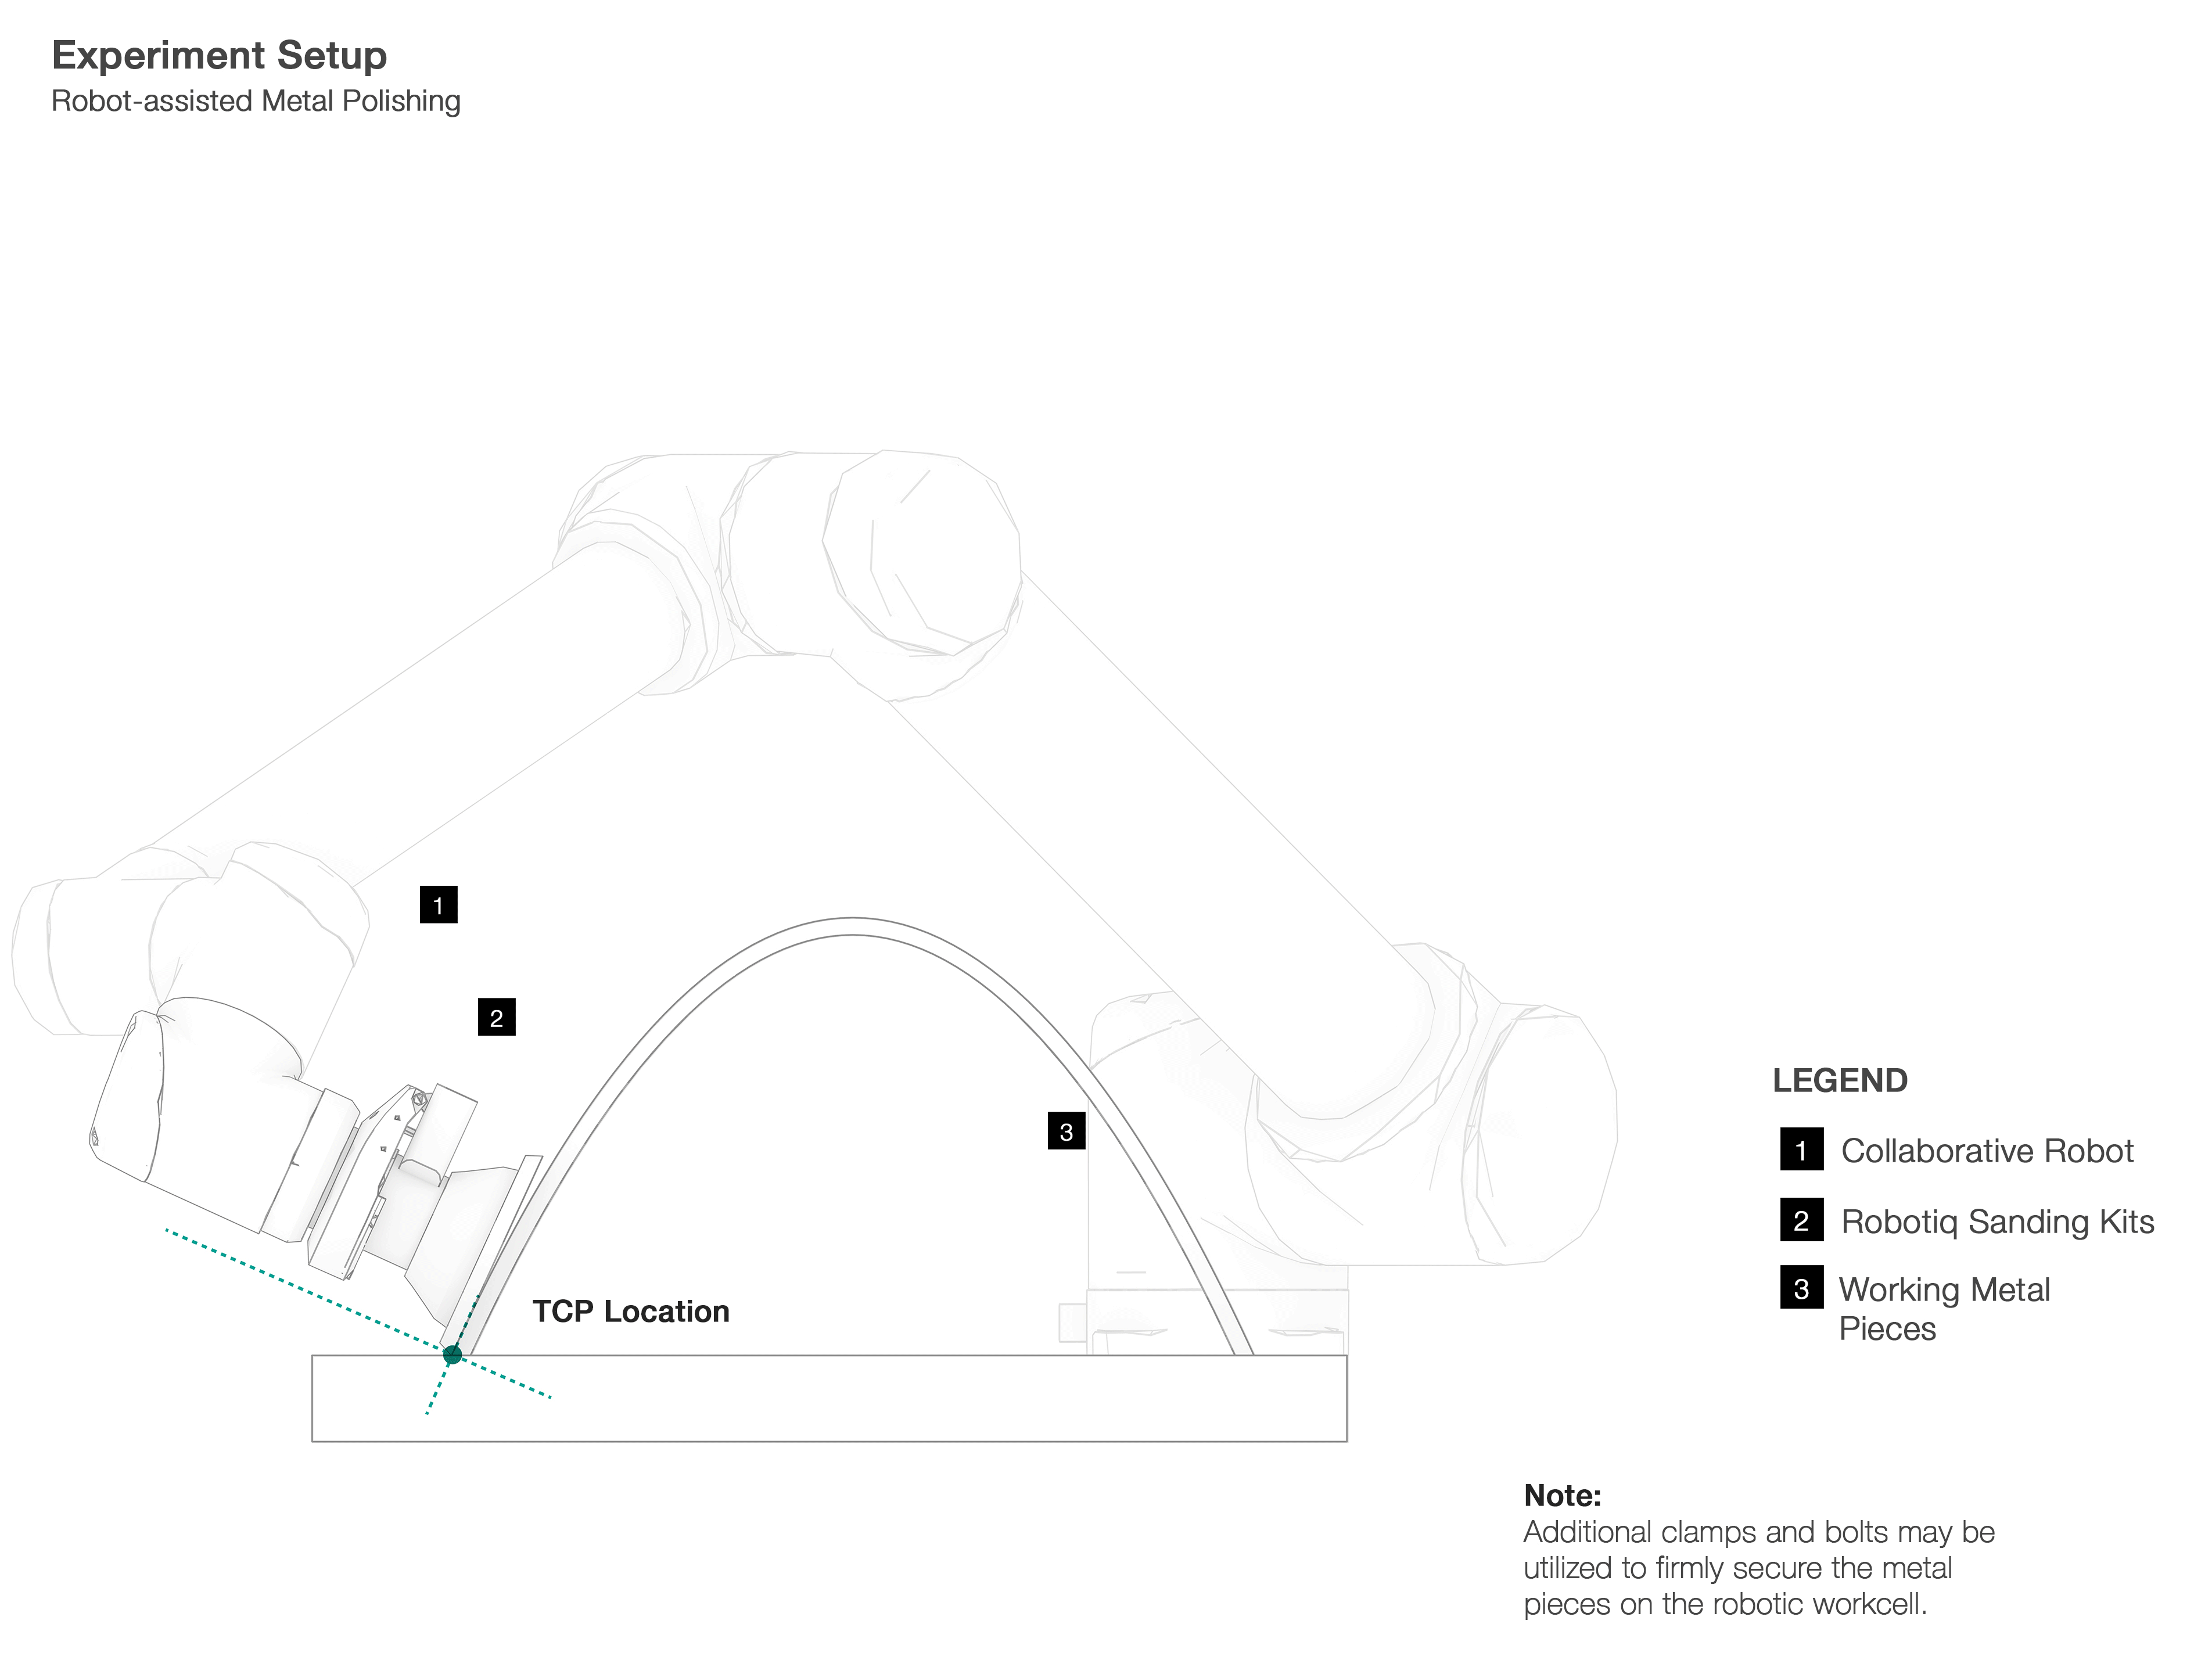 Experiment Setup
Robot-assisted Metal Polishing
1
2
3
TCP Location
LEGEND
1 Collaborative Robot
2 Robotiq Sanding Kits
3 Working Metal
Pieces
Note:
Additional clamps and bolts may be
utilized to firmly secure the metal
pieces on the robotic workcell.